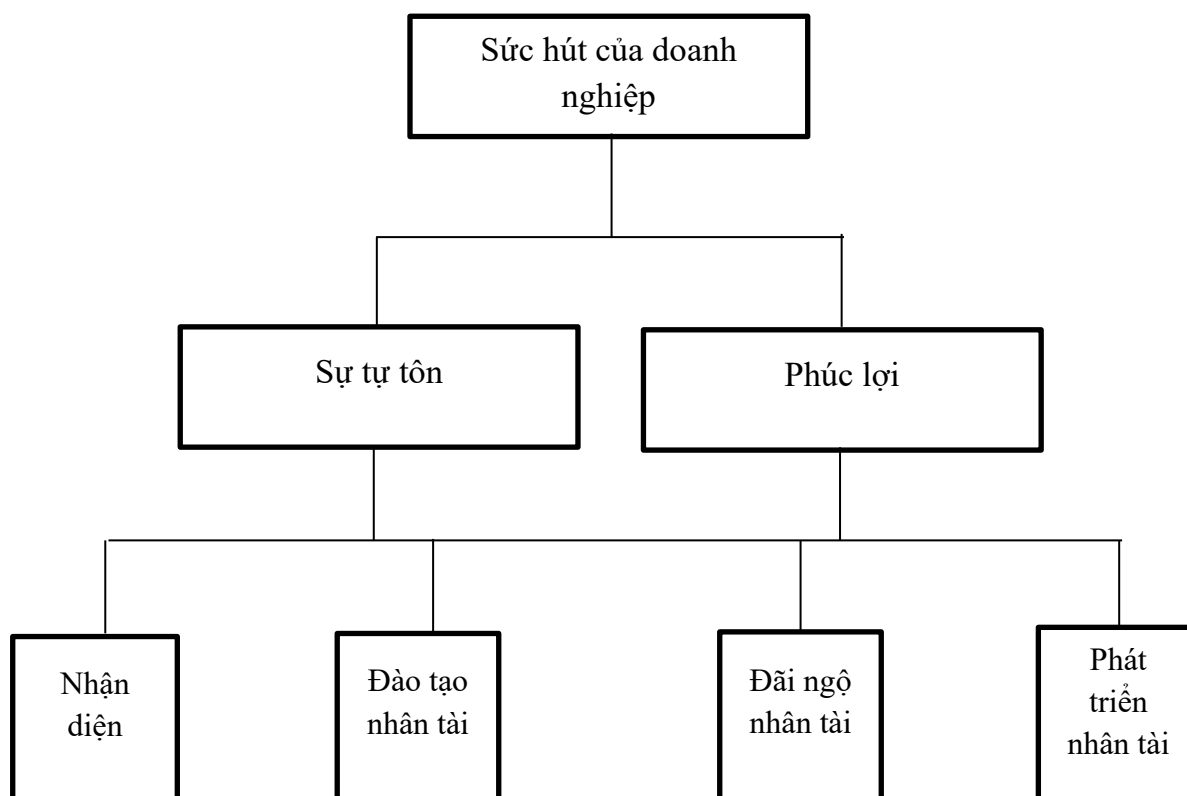 Sức hút của doanh
nghiệp
Sự tự tôn
Phúc lợi
Nhận
diện
Đào tạo
nhân tài
Đãi ngộ
nhân tài
Phát
triển
nhân tài